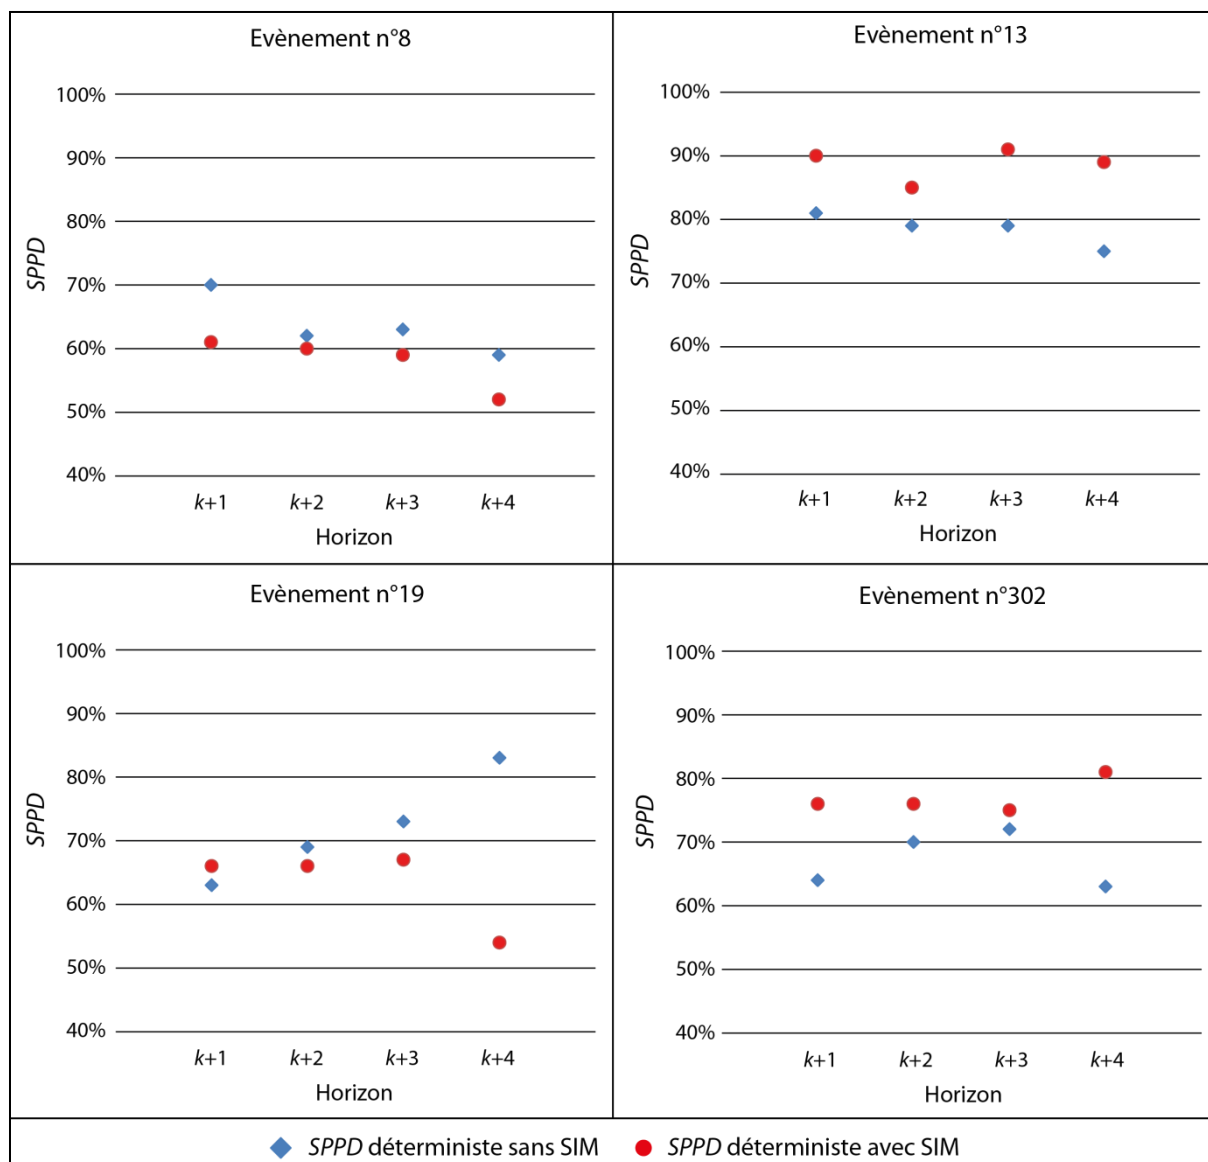 Evènement n°8
100%
90%
80%
70%
60%
50%
40%
SPPD
k+1 k+2 k+3 k+4
Horizon
Evènement n°13
100%
90%
80%
70%
60%
50%
40%
SPPD
k+1 k+2 k+3 k+4
Horizon
Evènement n°19
100%
90%
80%
70%
60%
50%
40%
SPPD
k+1 k+2 k+3 k+4
Horizon
Evènement n°302
100%
90%
80%
70%
60%
50%
40%
SPPD
k+1 k+2 k+3 k+4
Horizon
SPPD déterministe sans SIM SPPD déterministe avec SIM